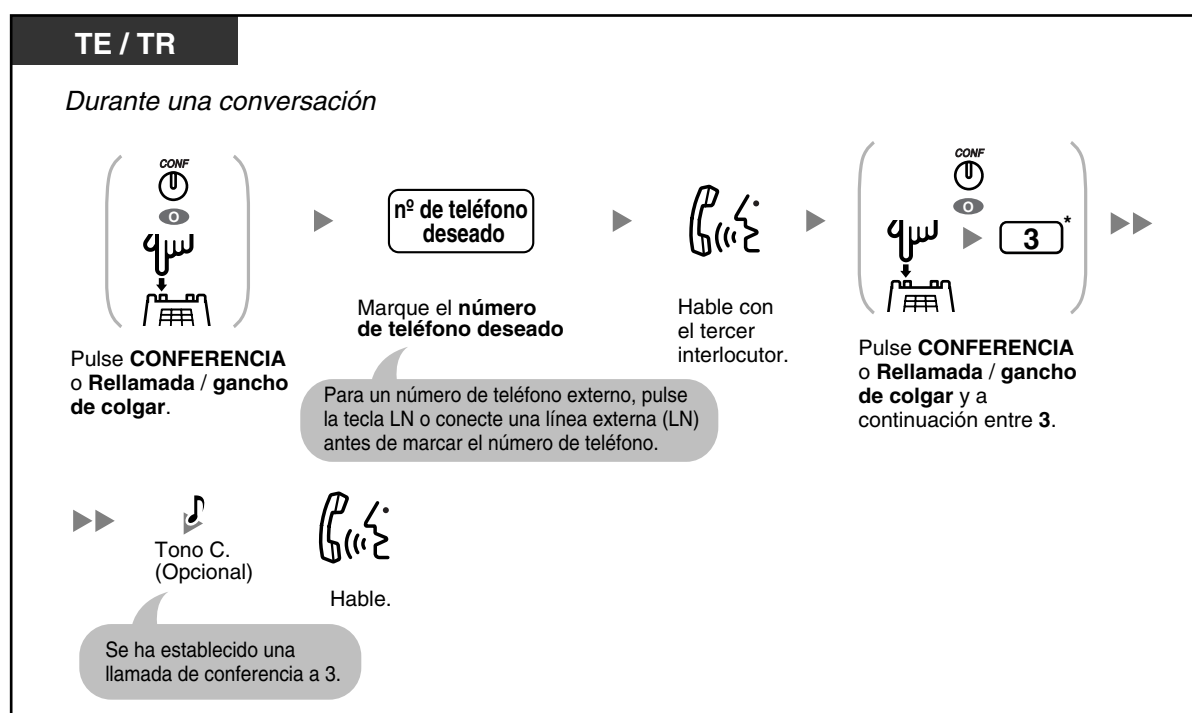 TE / TR
Durante una conversación
CONF
O
Pulse CONFERENCIA
o Rellamada / gancho
de colgar.
nº de teléfono
deseado
Marque el número
de teléfono deseado
Para un número de teléfono externo, pulse
la tecla LN o conecte una línea externa (LN)
antes de marcar el número de teléfono.
Hable con
el tercer
interlocutor.
CONF
O
3*
Pulse CONFERENCIA
o Rellamada / gancho
de colgar y a
continuación entre 3.
Tono C.
(Opcional)
Se ha establecido una
llamada de conferencia a 3.
Hable.